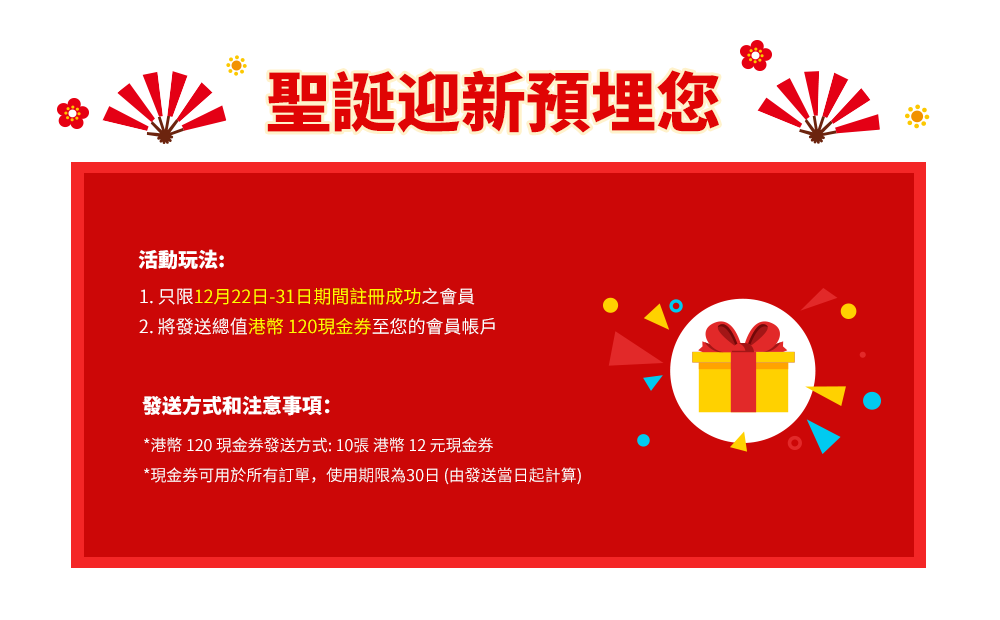 聖誕迎新預埋您
活動玩法:
1. 只限12月22日-31日期間註冊成功之會員
2. 將發送總值港幣 120現金券至您的會員帳戶
發送方式和注意事項：
*港幣 120 現金券發送方式: 10張 港幣 12 元現金券
*現金券可用於所有訂單，使用期限為30日 (由發送當日起計算)